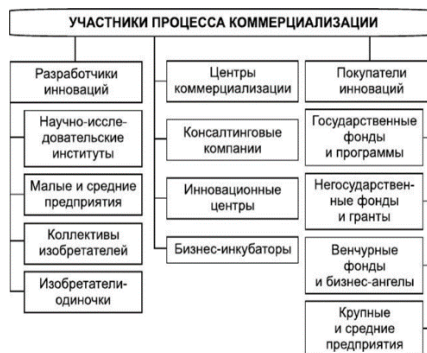 УЧАСТНИКИ ПРОЦЕССА КОММЕРЦИАЛИЗАЦИИ
Разработчики
инноваций
Научно-иссле-
довательские
институты
Малые и средние
предприятия
Коллективы
изобретателей
Изобретатели-
одиночки
Центры
коммерциализации
Консалтинговые
компании
Инновационные
центры
Бизнес-инкубаторы
Покупатели
инноваций
Государственные
фонды
и программы
Негосударствен-
ные фонды
и гранты
Венчурные
фонды
и бизнес-ангелы
Крупные
и средние
предприятия